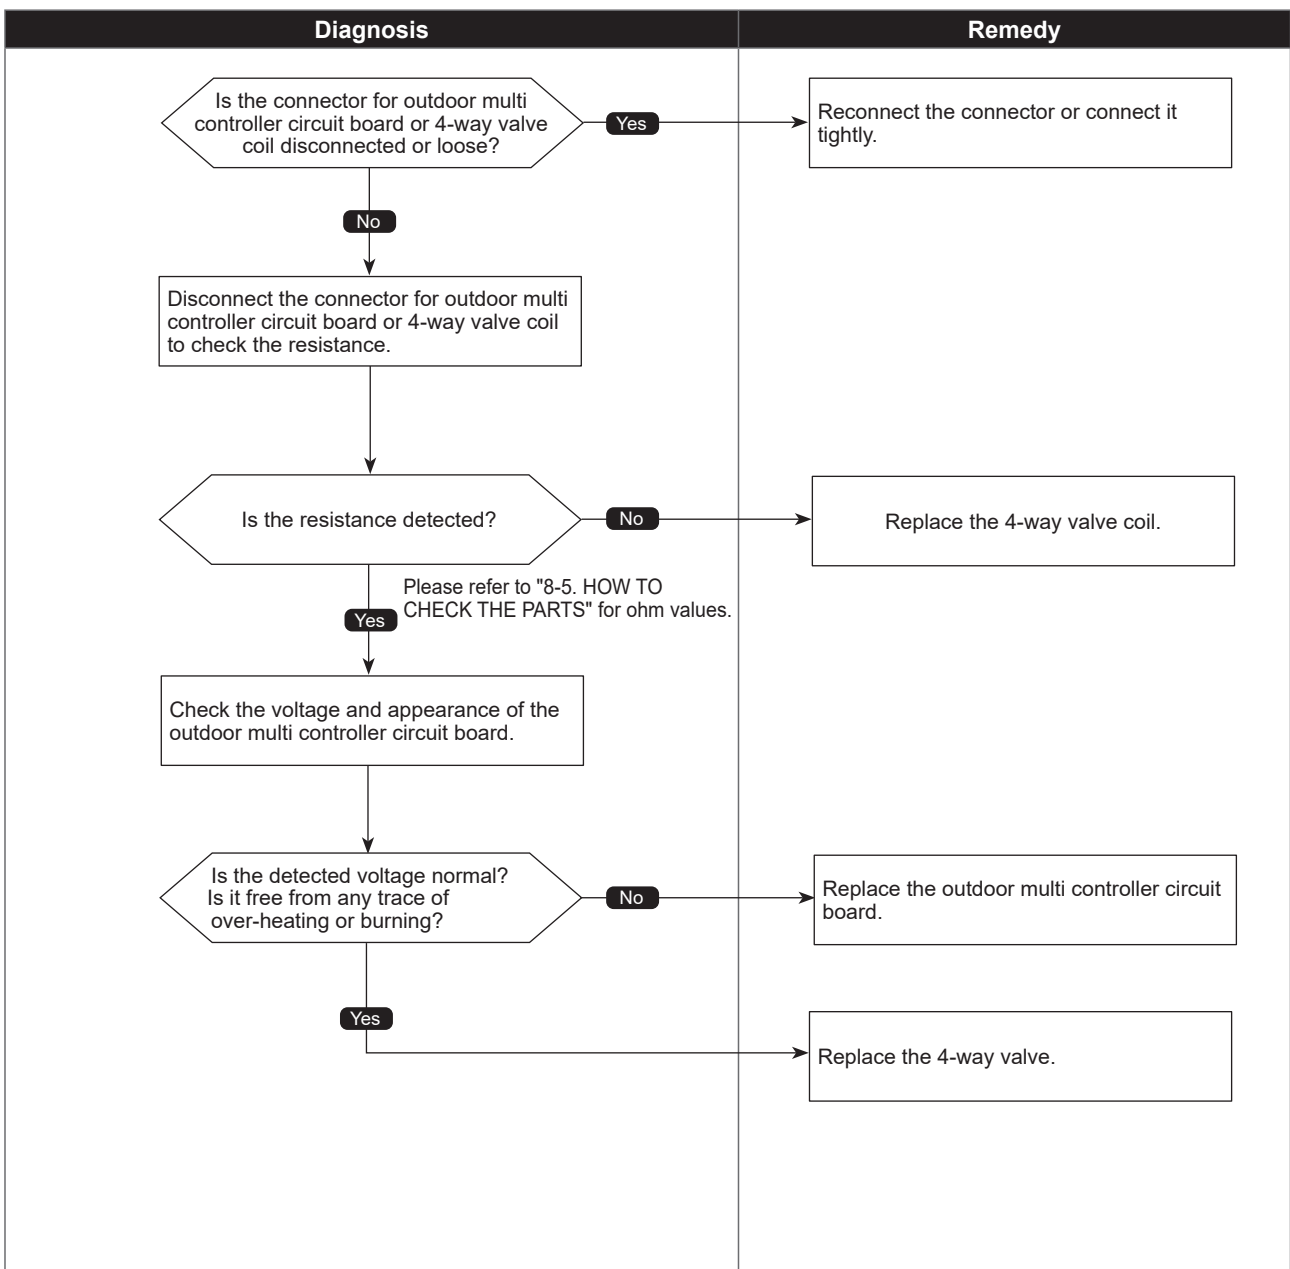 Diagnosis
Remedy
Is the connector for outdoor multi
controller circuit board or 4-way valve
coil disconnected or loose?
Yes
Reconnect the connector or connect it
tightly.
No
Disconnect the connector for outdoor multi
controller circuit board or 4-way valve coil
to check the resistance.
Is the resistance detected?
No
Replace the 4-way valve coil.
Please refer to "8-5. HOW TO
CHECK THE PARTS" for ohm values.
Yes
Check the voltage and appearance of the
outdoor multi controller circuit board.
Is the detected voltage normal?
Is it free from any trace of
over-heating or burning?
No
Replace the outdoor multi controller circuit
board.
Yes
Replace the 4-way valve.